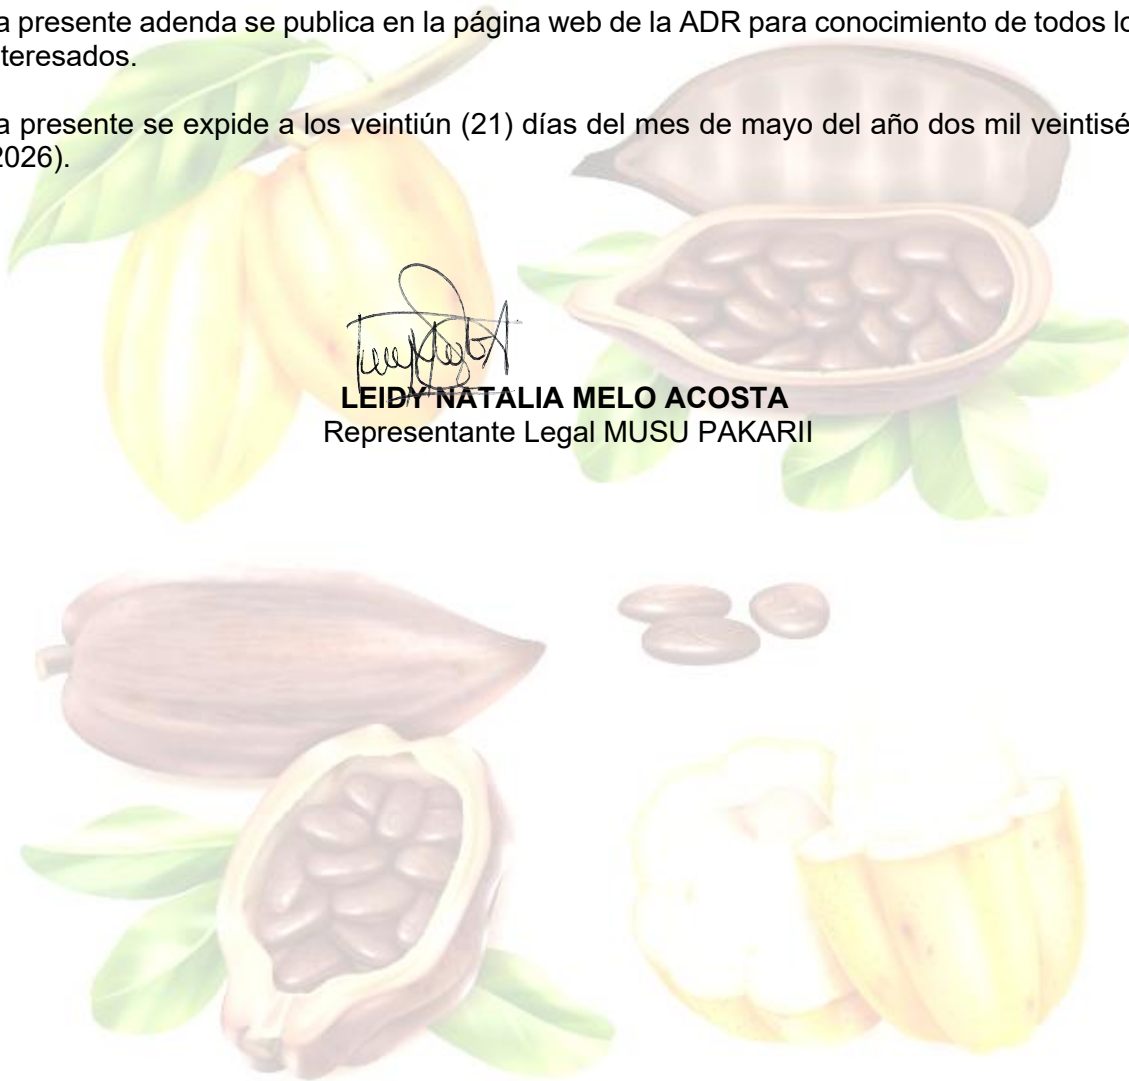 a presente adenda se publica en la página web de la ADR para conocimiento de todos lo
teresados.
a presente se expide a los veintiún (21) días del mes de mayo del año dos mil veintisé
2026).
LEIDY NATALIA MELO ACOSTA
Representante Legal MUSU PAKARII